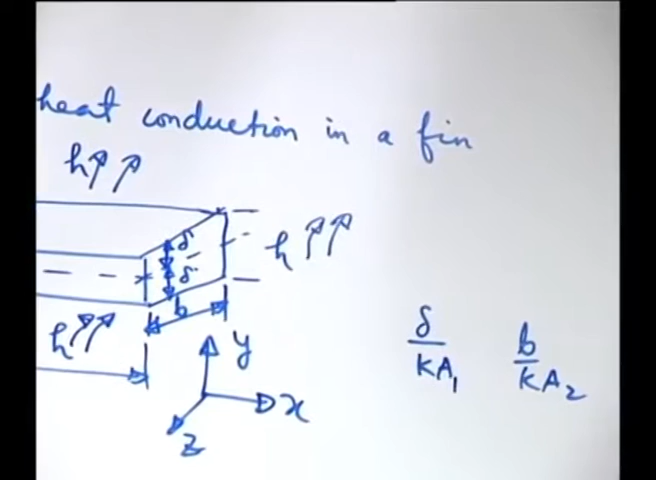 heat conduction in a fin
h
δ
h
δ
b
h
y
δ/kA₁ b/kA₂
x
z